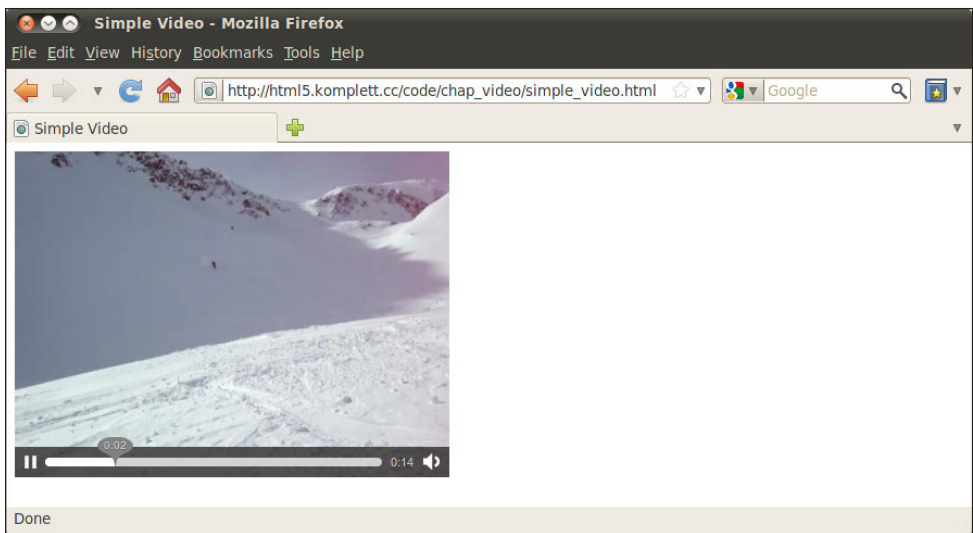 Simple Video - Mozilla Firefox
File Edit View History Bookmarks Tools Help
http://html5.komplett.cc/code/chap_video/simple_video.html Google
Simple Video
0:02
0:14
Done